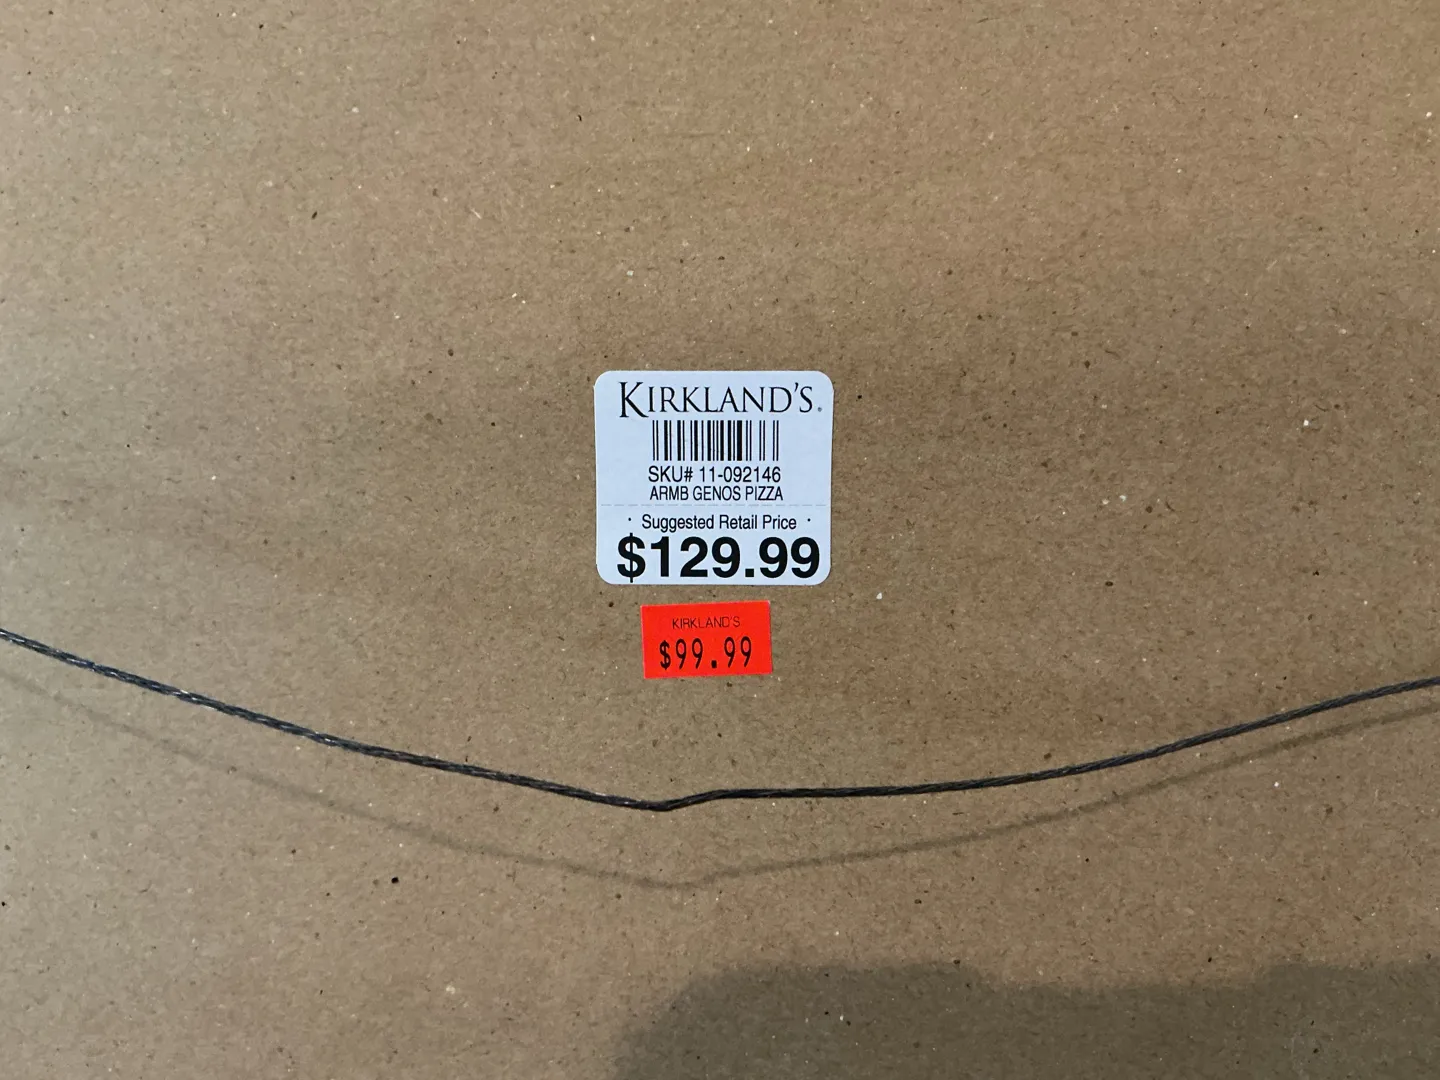 KIRKLAND'S.
SKU# 11-092146
ARMB GENOS PIZZA
· Suggested Retail Price ·
$129.99
KIRKLAND'S
$99.99